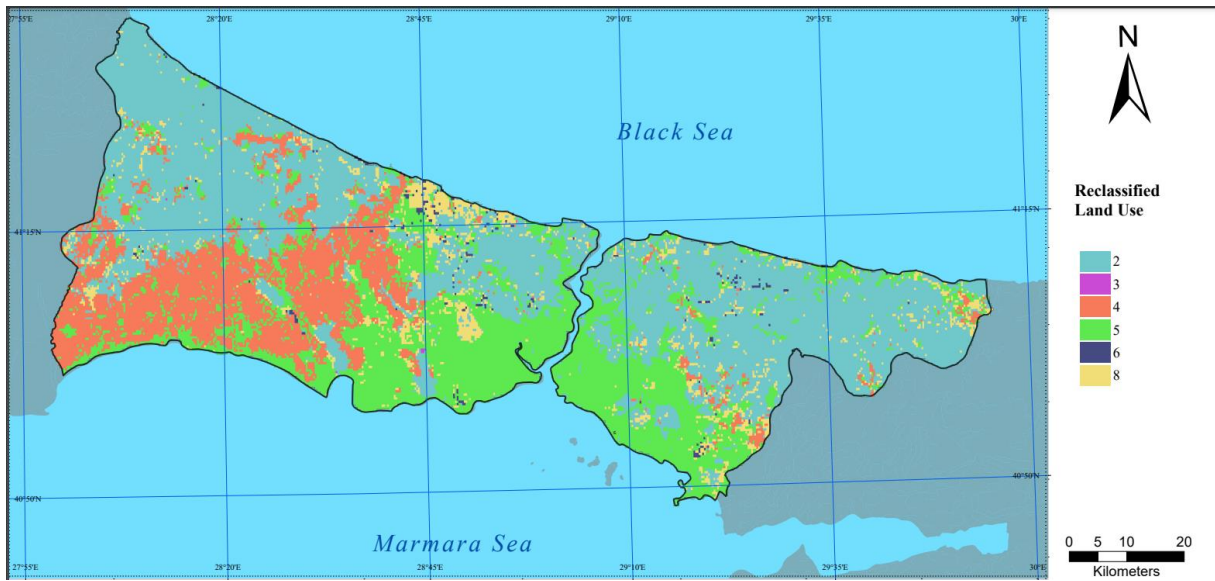 27°55'E 28°20'E 28°45'E 29°10'E 29°35'E 30°E
N
Black Sea
Reclassified
Land Use
41°15'N 41°15'N
2
3
4
5
6
8
40°50'N 40°50'N
Marmara Sea
0 5 10 20
Kilometers
27°55'E 28°20'E 28°45'E 29°10'E 29°35'E 30°E